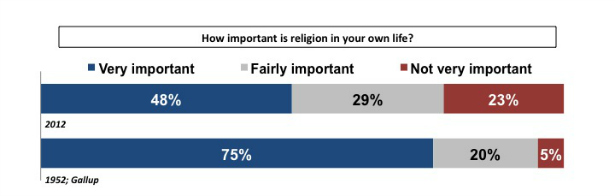 How important is religion in your own life?
Very important Fairly important Not very important
48% 29% 23%
2012
75% 20% 5%
1952; Gallup